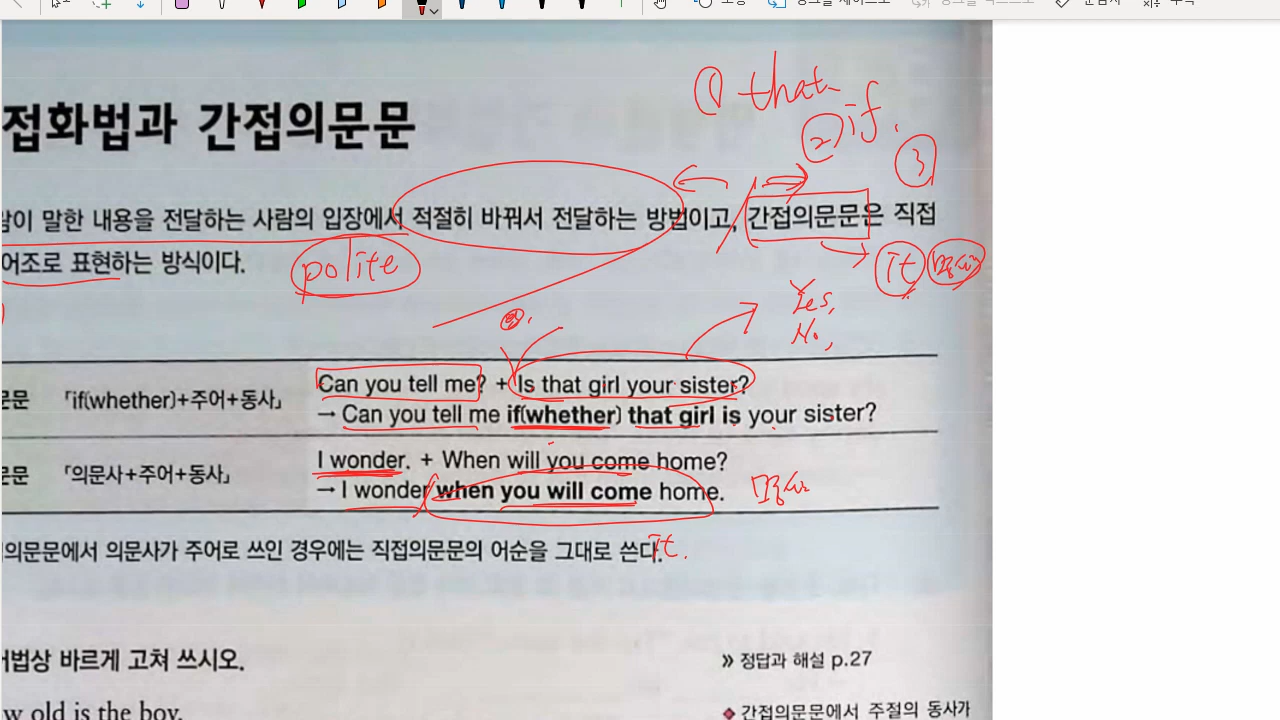 ① that
② if
③
접화법과 간접의문문
람이 말한 내용을 전달하는 사람의 입장에서 적절히 바꿔서 전달하는 방법이고, 간접의문문은 직접
어조로 표현하는 방식이다.
polite
it 명사
Yes,
No,
문문 「if(whether)+주어+동사」
Can you tell me? + Is that girl your sister?
→ Can you tell me if(whether) that girl is your sister?
문문 「의문사+주어+동사」
I wonder. + When will you come home?
→ I wonder when you will come home. 명사
의문문에서 의문사가 주어로 쓰인 경우에는 직접의문문의 어순을 그대로 쓴다.
it.
어법상 바르게 고쳐 쓰시오.
» 정답과 해설 p.27
w old is the boy.
간접의문문에서 주절의 동사가